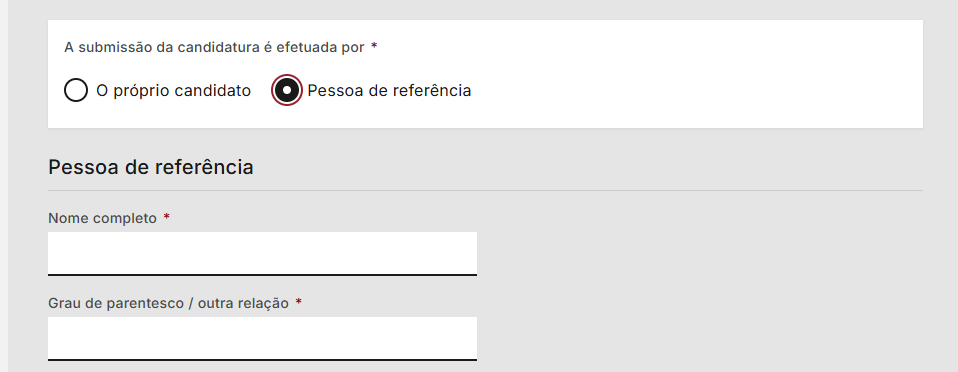 A submissão da candidatura é efetuada por *
O próprio candidato Pessoa de referência
Pessoa de referência
Nome completo *
Grau de parentesco / outra relação *